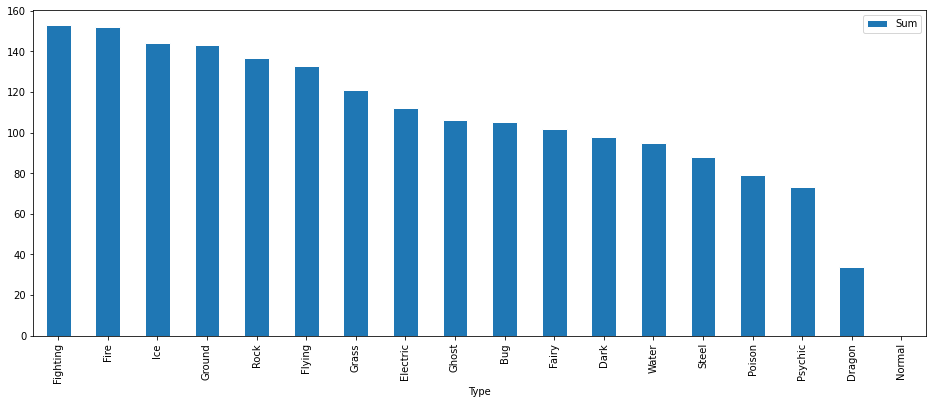 160
140
120
100
80
60
40
20
0
Sum
Fighting
Fire
Ice
Ground
Rock
Flying
Grass
Electric
Ghost
Bug
Fairy
Dark
Water
Steel
Poison
Psychic
Dragon
Normal
Type